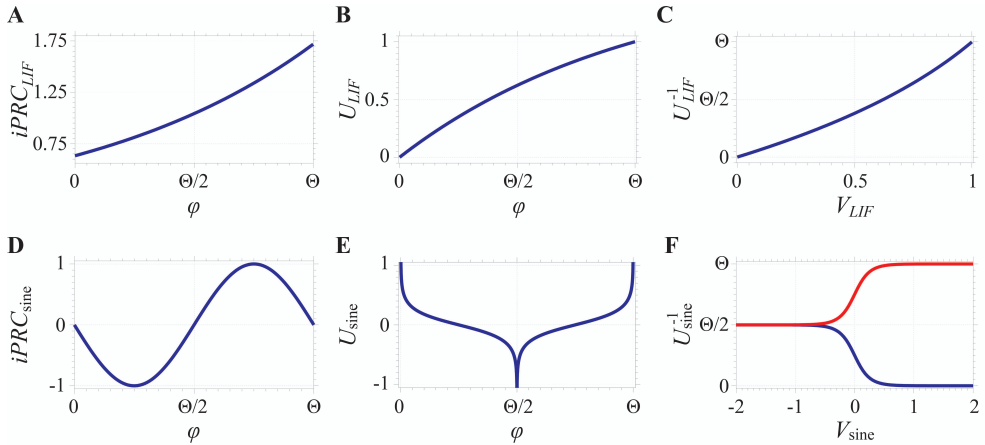 A
B
C
iPRC_LIF
1.75
1.25
0.75
0
Θ/2
Θ
φ
U_LIF
1
0.5
0
0
Θ/2
Θ
φ
U⁻¹_LIF
Θ
Θ/2
0
0
0.5
1
V_LIF
D
E
F
iPRC_sine
1
0
-1
0
Θ/2
Θ
φ
U_sine
1
0
-1
0
Θ/2
Θ
φ
U⁻¹_sine
Θ
Θ/2
0
-2
-1
0
1
2
V_sine